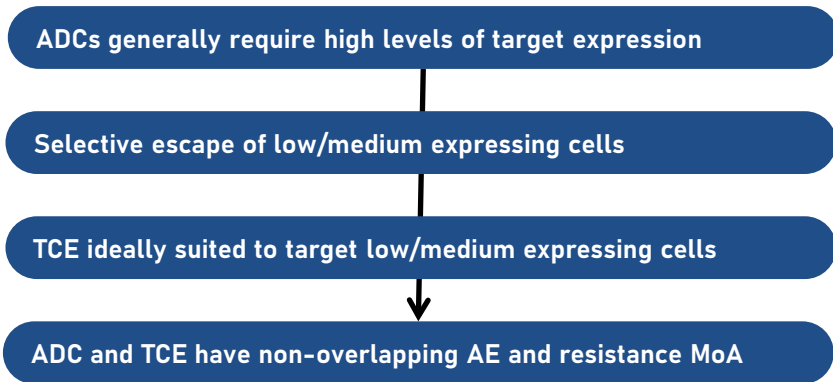 ADCs generally require high levels of target expression
Selective escape of low/medium expressing cells
TCE ideally suited to target low/medium expressing cells
ADC and TCE have non-overlapping AE and resistance MoA